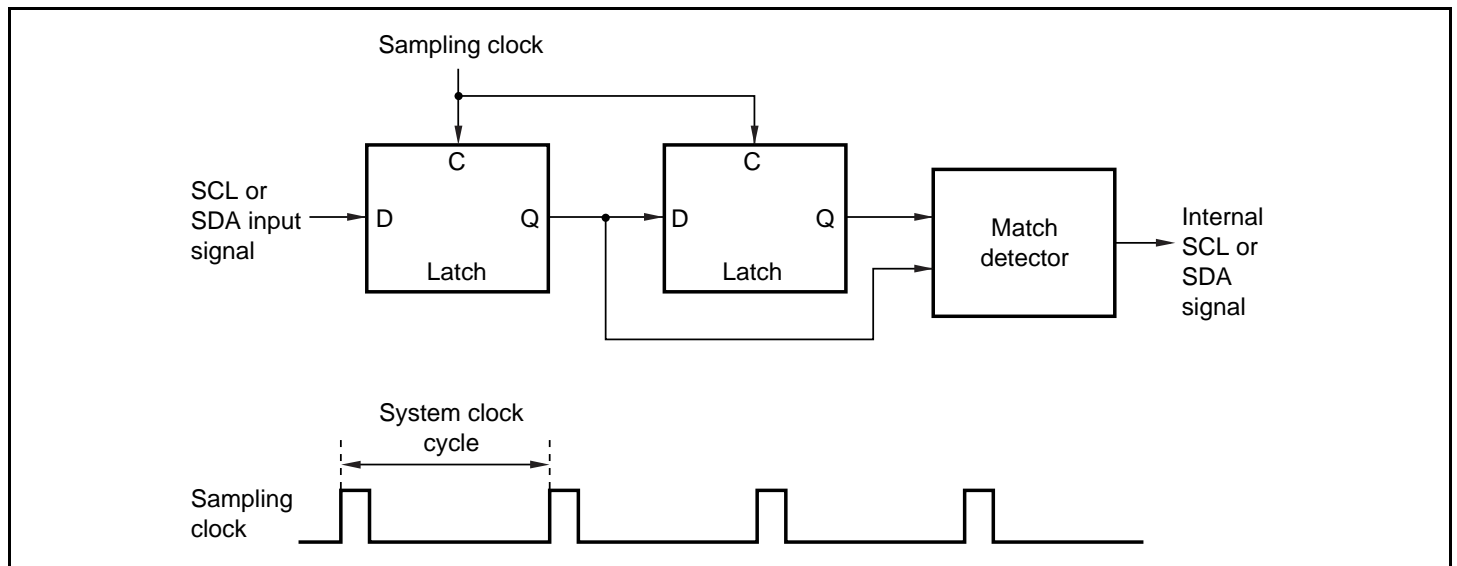 Sampling clock
C
C
SCL or
SDA input
signal
D
Q
D
Q
Latch
Latch
Match
detector
Internal
SCL or
SDA
signal
System clock
cycle
Sampling
clock